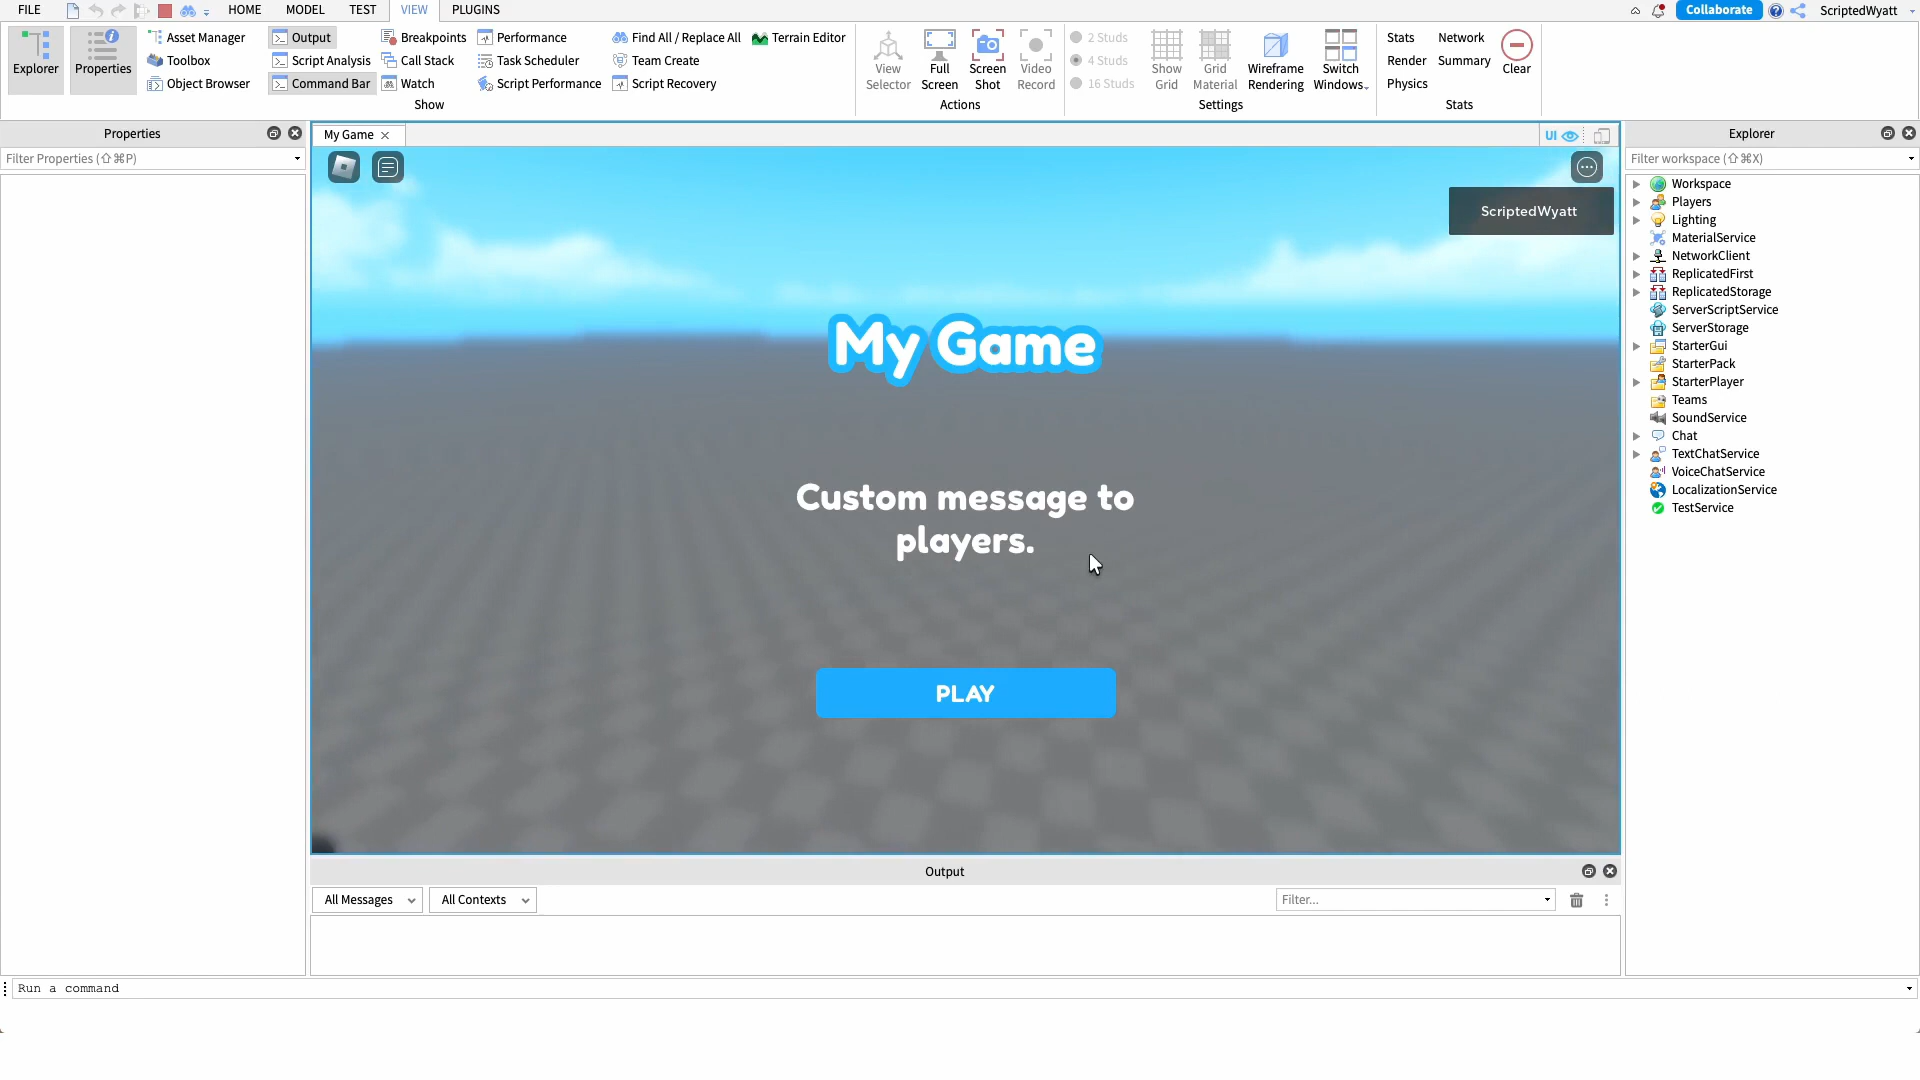 FILE HOME MODEL TEST VIEW PLUGINS Collaborate ScriptedWyatt
Explorer
Properties
Asset Manager
Toolbox
Object Browser
Output
Script Analysis
Command Bar
Breakpoints
Call Stack
Watch
Performance
Task Scheduler
Script Performance
Find All / Replace All
Team Create
Script Recovery
Terrain Editor
Show
View
Selector
Full
Screen
Screen
Shot
Video
Record
Actions
2 Studs
4 Studs
16 Studs
Show
Grid
Grid
Material
Wireframe
Rendering
Switch
Windows
Settings
Stats
Render
Physics
Network
Summary
Clear
Stats
Properties
Filter Properties (⇧⌘P)
My Game
UI
ScriptedWyatt
My Game
Custom message to
players.
PLAY
Output
All Messages
All Contexts
Filter...
Run a command
Explorer
Filter workspace (⇧⌘X)
Workspace
Players
Lighting
MaterialService
NetworkClient
ReplicatedFirst
ReplicatedStorage
ServerScriptService
ServerStorage
StarterGui
StarterPack
StarterPlayer
Teams
SoundService
Chat
TextChatService
VoiceChatService
LocalizationService
TestService